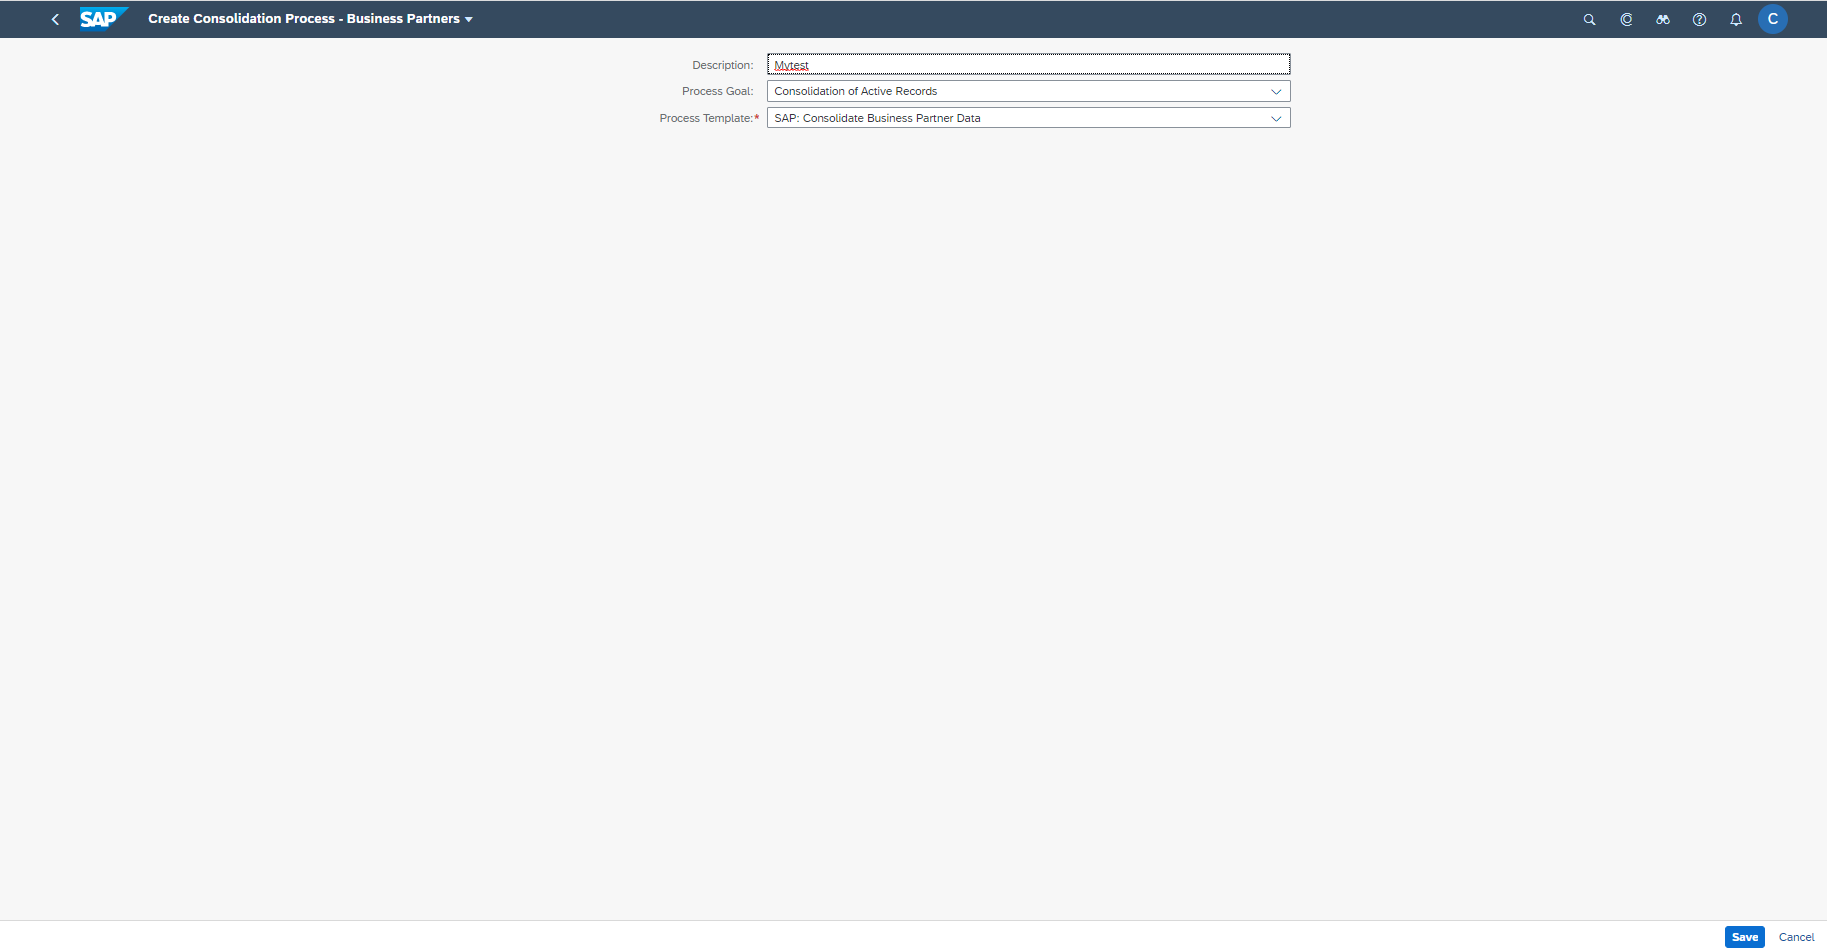 SAP Create Consolidation Process - Business Partners C
Description: Mytest
Process Goal: Consolidation of Active Records
Process Template:* SAP: Consolidate Business Partner Data
Save Cancel